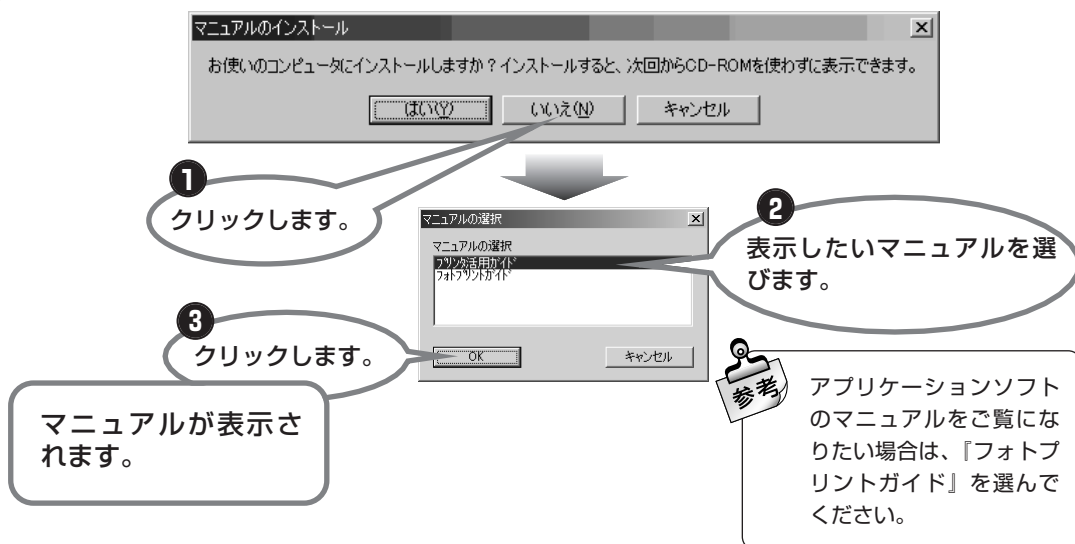 マニュアルのインストール
お使いのコンピュータにインストールしますか？インストールすると、次回からCD-ROMを使わずに表示できます。
はい(Y) いいえ(N) キャンセル
1
クリックします。
マニュアルの選択
マニュアルの選択
プリンタ活用ガイド
フォトプリントガイド
OK キャンセル
2
表示したいマニュアルを選
びます。
3
クリックします。
マニュアルが表示さ
れます。
参考
アプリケーションソフト
のマニュアルをご覧にな
りたい場合は、『フォトプ
リントガイド』を選んで
ください。